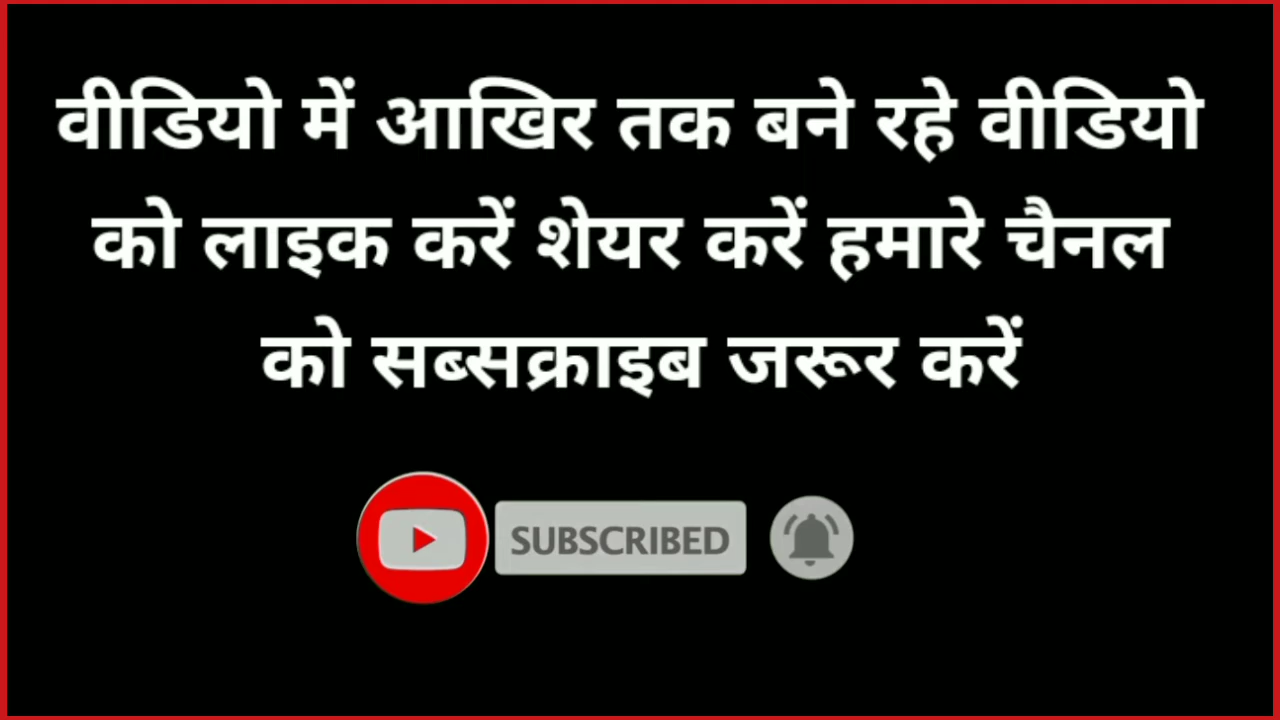 वीडियो में आखिर तक बने रहे वीडियो
को लाइक करें शेयर करें हमारे चैनल
को सब्सक्राइब जरूर करें
SUBSCRIBED